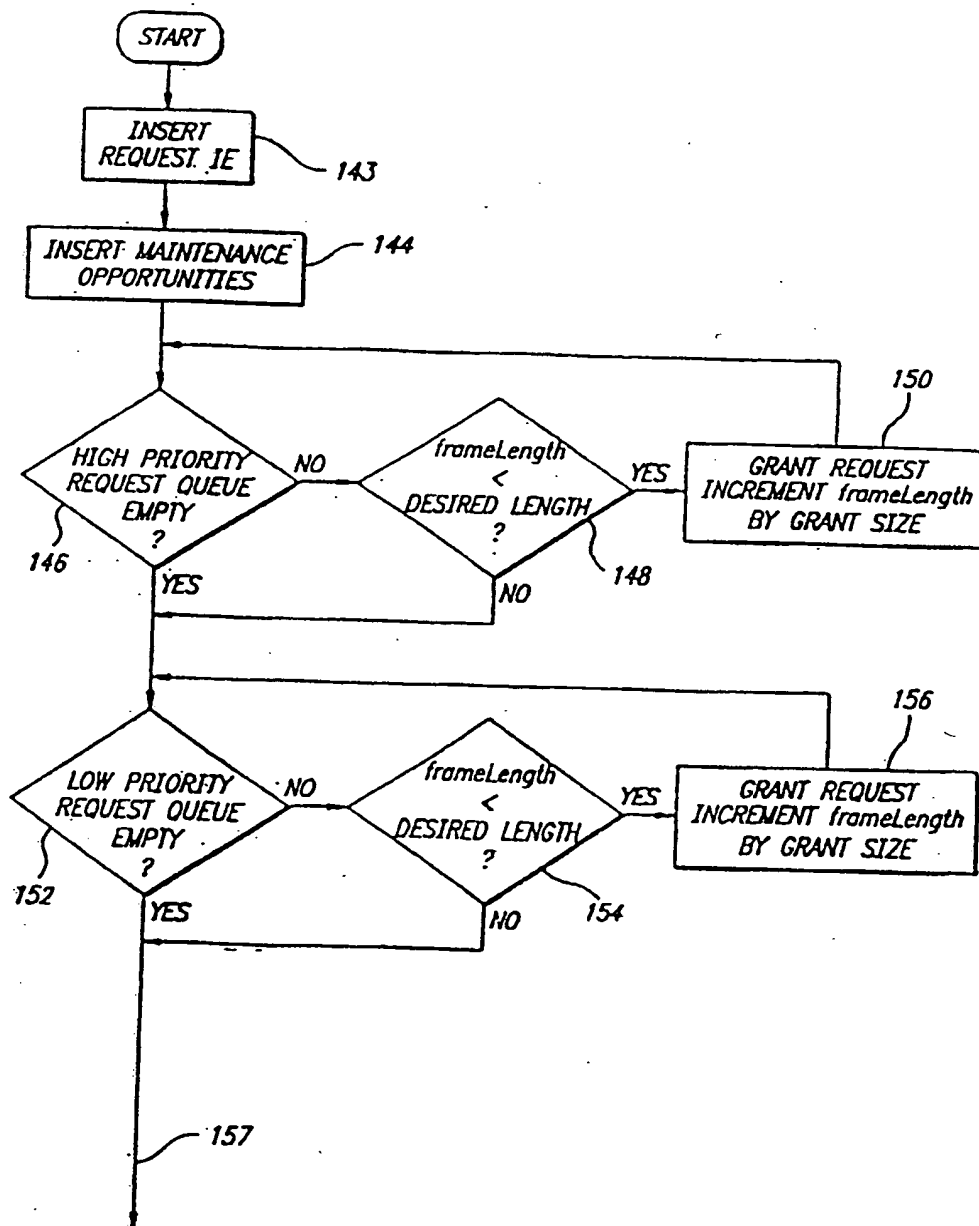 START
INSERT
REQUEST IE
143
INSERT MAINTENANCE
OPPORTUNITIES
144
HIGH PRIORITY
REQUEST QUEUE
EMPTY
?
146
NO
YES
frameLength
<
DESIRED LENGTH
?
148
YES
NO
150
GRANT REQUEST
INCREMENT frameLength
BY GRANT SIZE
LOW PRIORITY
REQUEST QUEUE
EMPTY
?
152
NO
YES
frameLength
<
DESIRED LENGTH
?
154
YES
NO
156
GRANT REQUEST
INCREMENT frameLength
BY GRANT SIZE
157